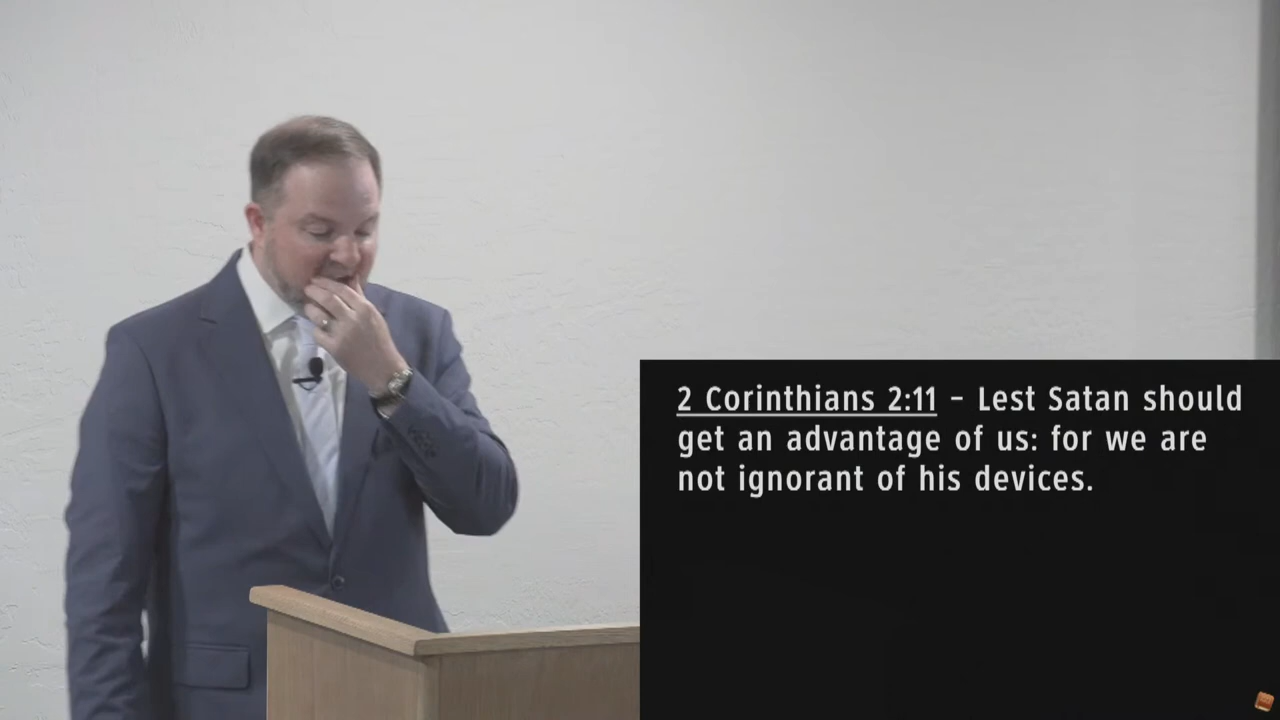 2 Corinthians 2:11 - Lest Satan should
get an advantage of us: for we are
not ignorant of his devices.